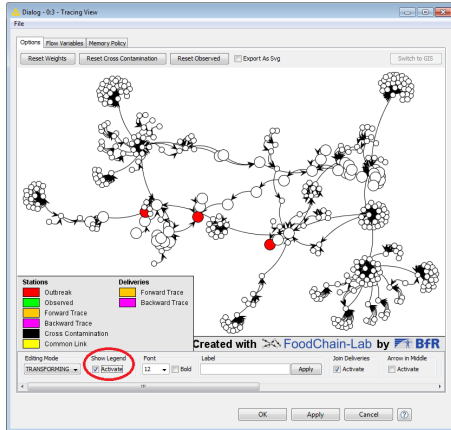 Dialog - 0:3 - Tracing View
File
Options Flow Variables Memory Policy
Reset Weights Reset Cross Contamination Reset Observed Export As Svg Switch to GIS
Stations Deliveries
Outbreak Forward Trace
Observed Backward Trace
Forward Trace
Backward Trace
Cross Contamination
Common Link
Created with FoodChain-Lab by BfR
Editing Mode Show Legend Font Label Join Deliveries Arrow in Middle
TRANSFORMING Activate 12 Bold Apply Activate Activate
OK Apply Cancel ?